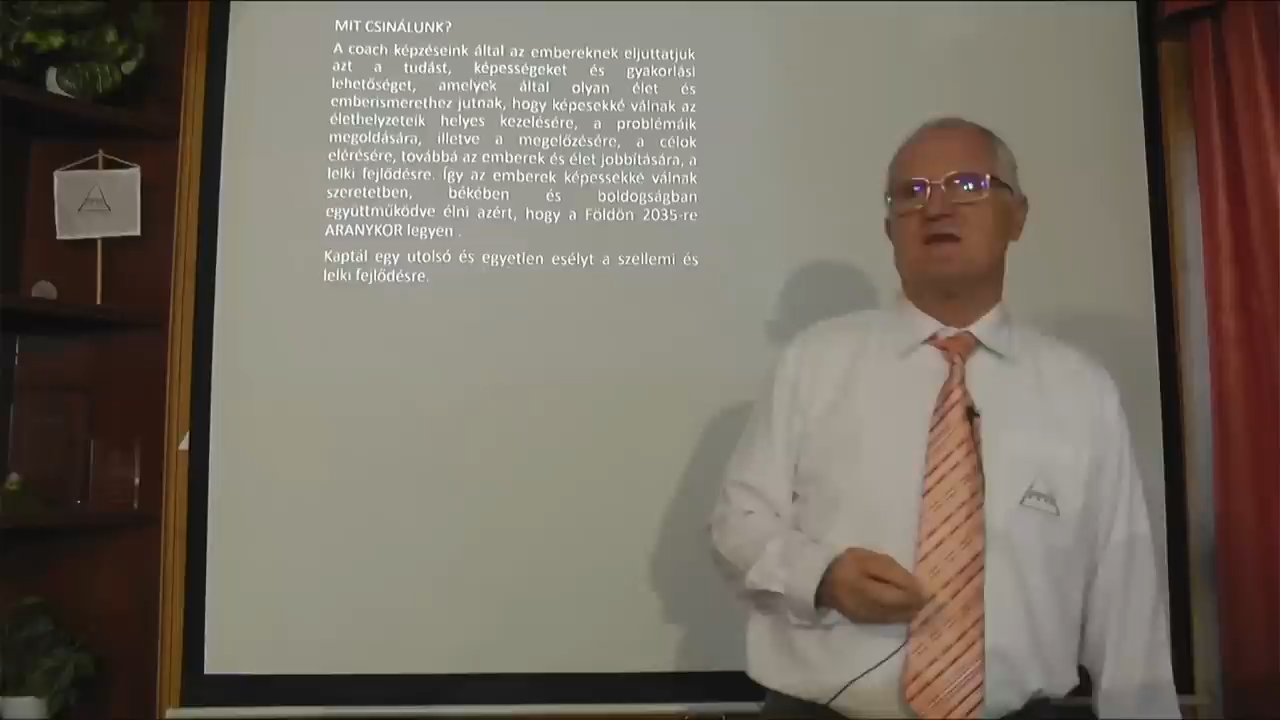 MIT CSINÁLUNK?
A coach képzéseink által az embereknek eljuttatjuk
azt a tudást, képességeket és gyakorlási
lehetőséget, amelyek által olyan élet és
emberismerethez jutnak, hogy képesekké válnak az
élethelyzeteik helyes kezelésére, a problémáik
megoldására, illetve a megelőzésére, a célok
elérésére, továbbá az emberek és élet jobbítására, a
lelki fejlődésre. Így az emberek képessekké válnak
szeretetben, békében és boldogságban
együttműködve élni azért, hogy a Földön 2035-re
ARANYKOR legyen .
Kaptál egy utolsó és egyetlen esélyt a szellemi és
lelki fejlődésre.